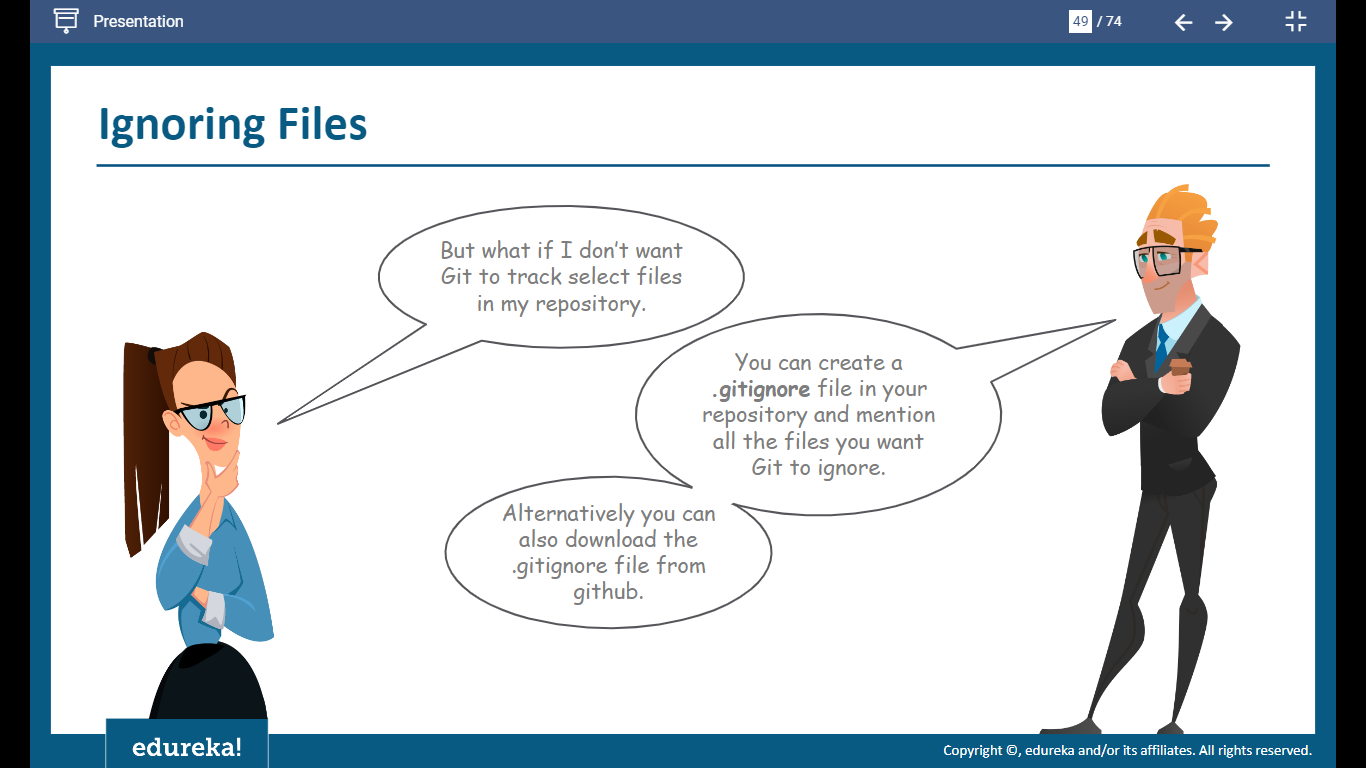 Presentation
49 / 74
Ignoring Files
But what if I don't want
Git to track select files
in my repository.
You can create a
.gitignore file in your
repository and mention
all the files you want
Git to ignore.
Alternatively you can
also download the
.gitignore file from
github.
edureka!
Copyright ©, edureka and/or its affiliates. All rights reserved.